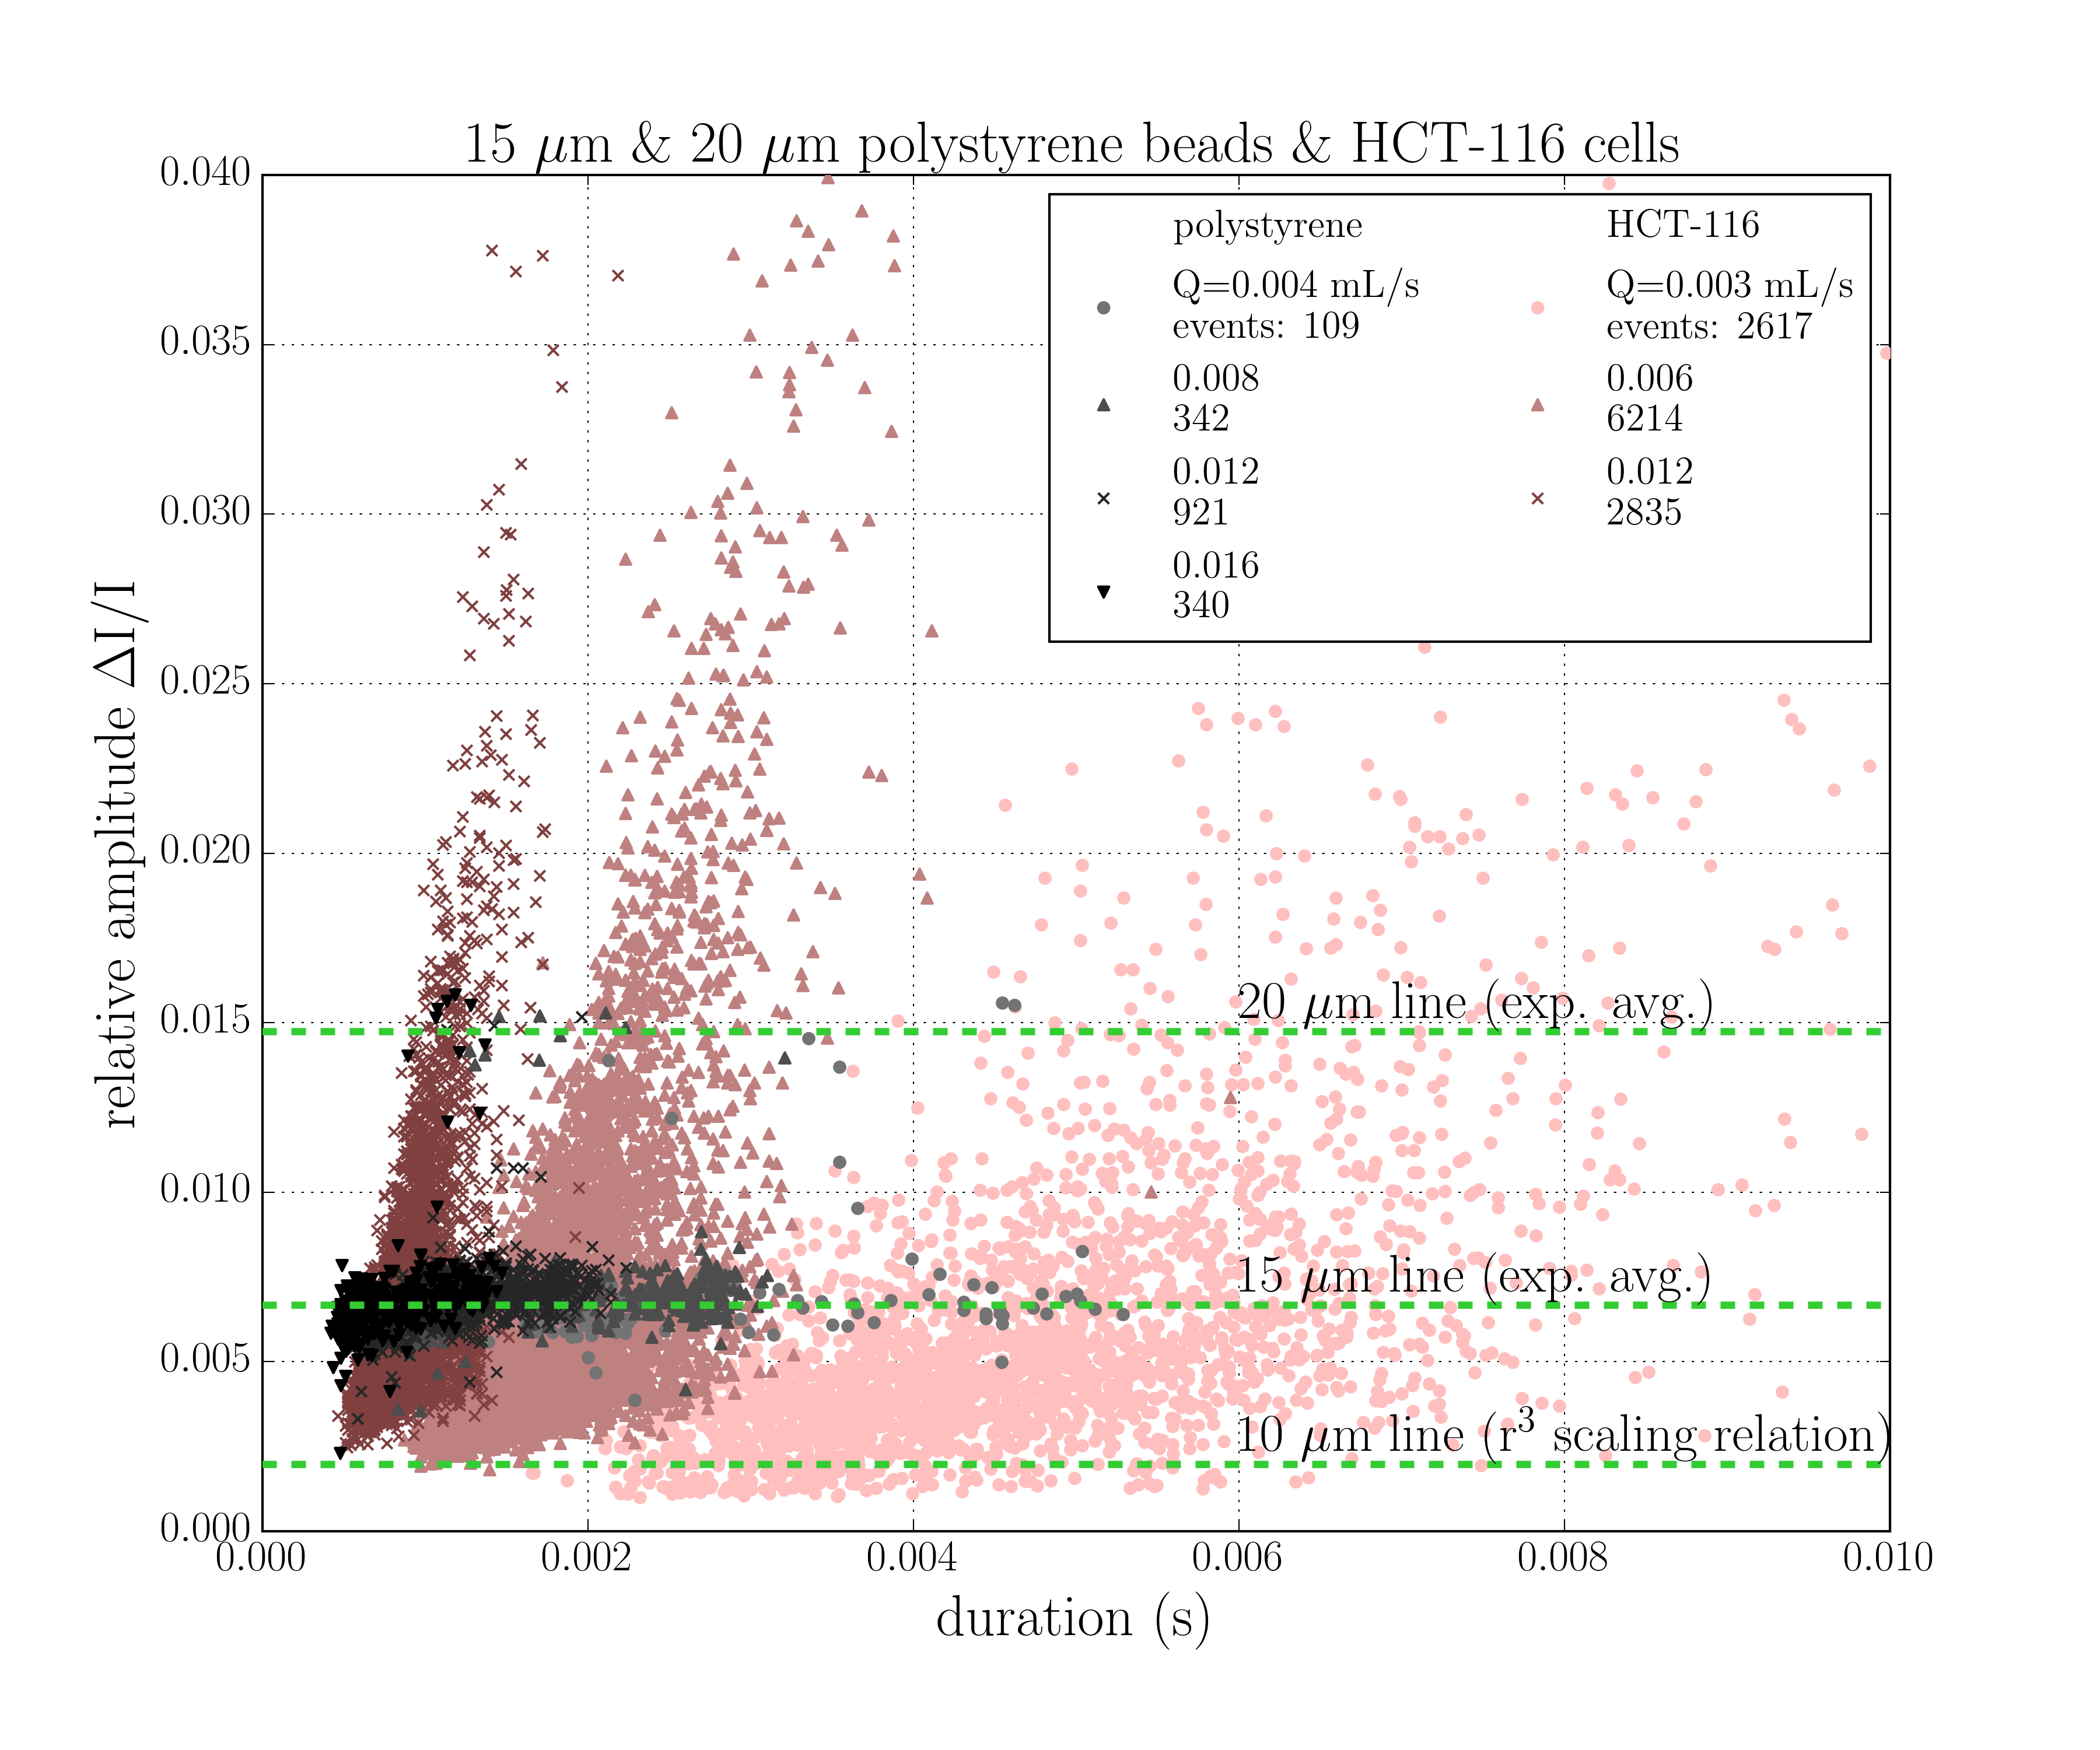 15 μm & 20 μm polystyrene beads & HCT-116 cells
0.040
0.035
0.030
0.025
0.020
0.015
0.010
0.005
0.000
relative amplitude ΔI/I
polystyrene
Q=0.004 mL/s
events: 109
0.008
342
0.012
921
0.016
340
HCT-116
Q=0.003 mL/s
events: 2617
0.006
6214
0.012
2835
20 μm line (exp. avg.)
15 μm line (exp. avg.)
10 μm line (r³ scaling relation)
0.000 0.002 0.004 0.006 0.008 0.010
duration (s)